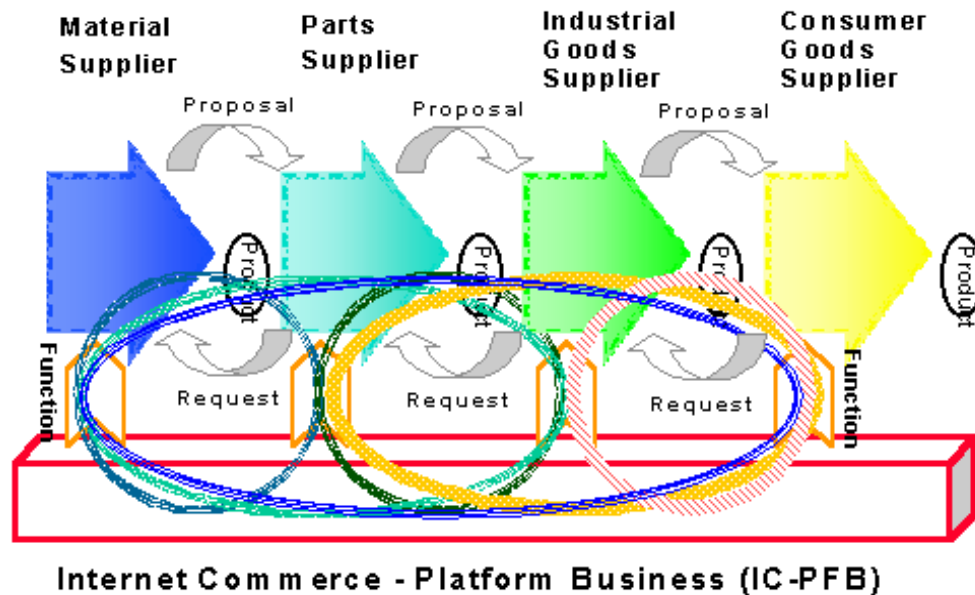 Material
Supplier
Parts
Supplier
Industrial
Goods
Supplier
Consumer
Goods
Supplier
Proposal
Proposal
Proposal
Product
Product
Product
Product
Request
Request
Request
Function
Function
Internet Commerce - Platform Business (IC-PFB)